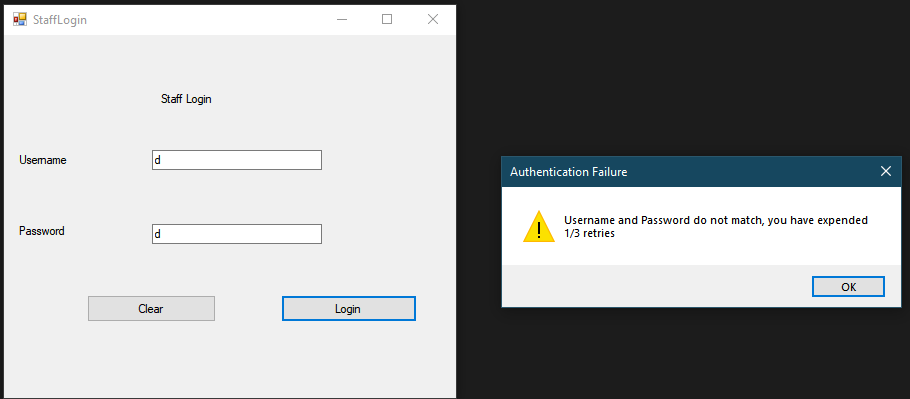 StaffLogin
Staff Login
Username
d
Password
d
Clear
Login
Authentication Failure
Username and Password do not match, you have expended
1/3 retries
OK